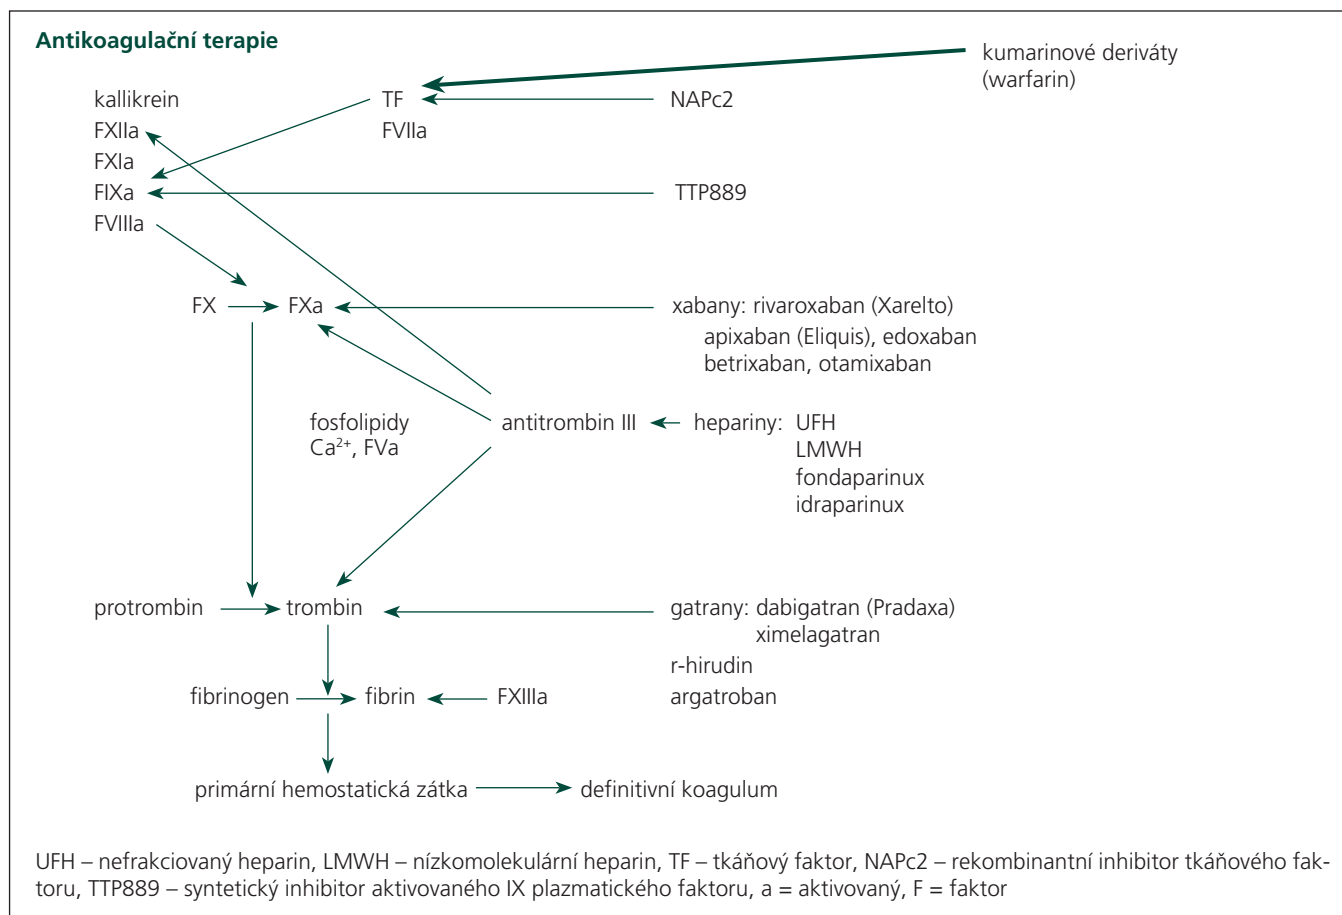 Antikoagulační terapie
kumarinové deriváty
(warfarin)
kallikrein
TF
NAPc2
FXIIa
FVIIa
FXIa
FIXa
TTP889
FVIIIa
FX
FXa
xabany: rivaroxaban (Xarelto)
apixaban (Eliquis), edoxaban
betrixaban, otamixaban
fosfolipidy
Ca²⁺, FVa
antitrombin III
hepariny: UFH
LMWH
fondaparinux
idraparinux
protrombin
trombin
gatrany: dabigatran (Pradaxa)
ximelagatran
r-hirudin
argatroban
fibrinogen
fibrin
FXIIIa
primární hemostatická zátka
definitivní koagulum
UFH – nefrakciovaný heparin, LMWH – nízkomolekulární heparin, TF – tkáňový faktor, NAPc2 – rekombinantní inhibitor tkáňového fak-
toru, TTP889 – syntetický inhibitor aktivovaného IX plazmatického faktoru, a = aktivovaný, F = faktor